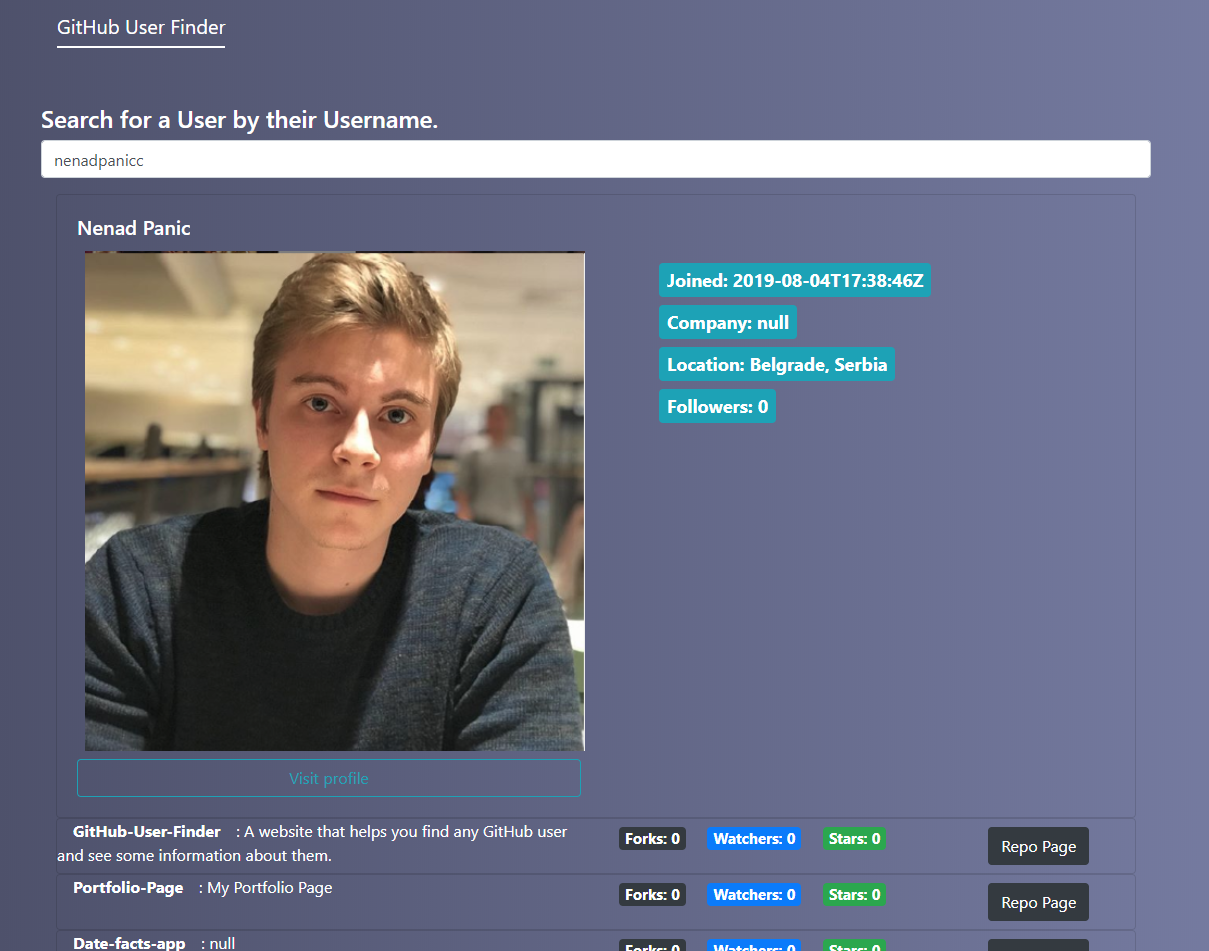 GitHub User Finder
Search for a User by their Username.
nenadpanicc
Nenad Panic
Joined: 2019-08-04T17:38:46Z
Company: null
Location: Belgrade, Serbia
Followers: 0
Visit profile
GitHub-User-Finder : A website that helps you find any GitHub user
and see some information about them.
Forks: 0 Watchers: 0 Stars: 0 Repo Page
Portfolio-Page : My Portfolio Page Forks: 0 Watchers: 0 Stars: 0 Repo Page
Date-facts-app : null Forks: 0 Watchers: 0 Stars: 0